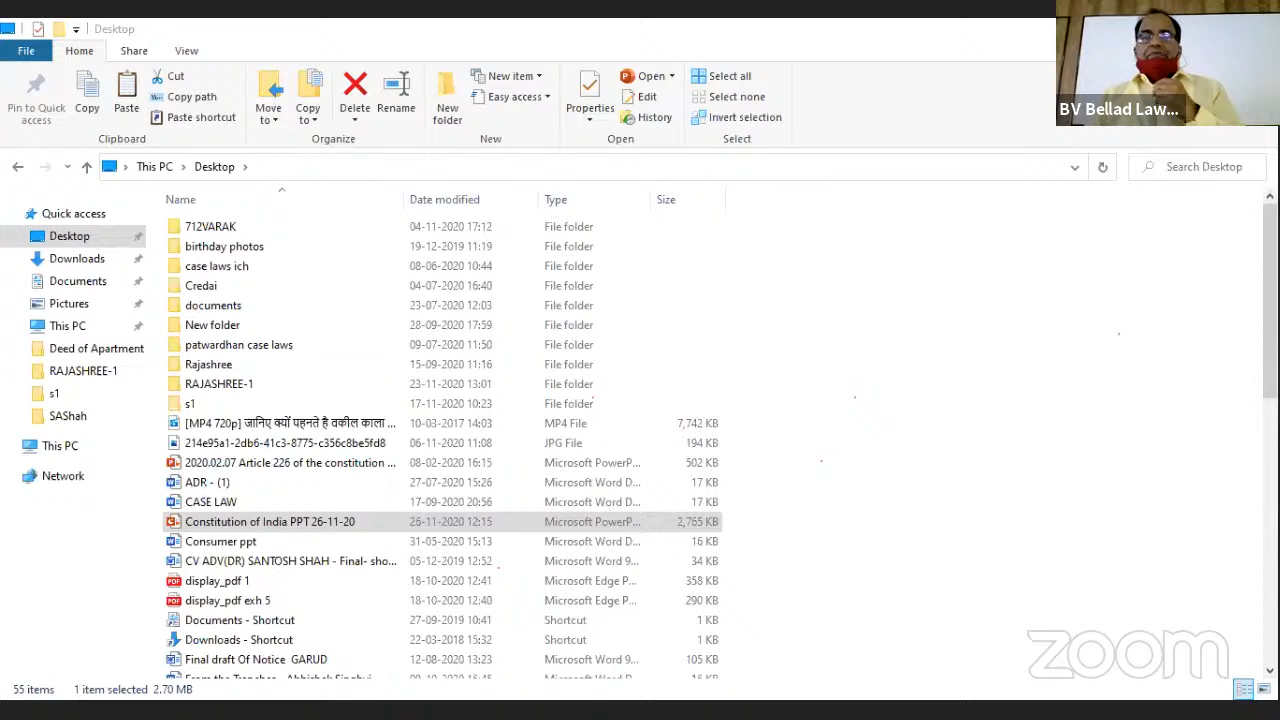 Desktop
File Home Share View
Pin to Quick access
Copy
Paste
Cut
Copy path
Paste shortcut
Clipboard
Move to
Copy to
Delete
Rename
Organize
New folder
New item
Easy access
New
Properties
Open
Edit
History
Open
Select all
Select none
Invert selection
Select
BV Bellad Law...
This PC Desktop
Search Desktop
Quick access
Desktop
Downloads
Documents
Pictures
This PC
Deed of Apartment
RAJASHREE-1
s1
SAShah
This PC
Network
Name Date modified Type Size
712VARAK 04-11-2020 17:12 File folder
birthday photos 19-12-2019 11:19 File folder
case laws ich 08-06-2020 10:44 File folder
Credai 04-07-2020 16:40 File folder
documents 23-07-2020 12:03 File folder
New folder 28-09-2020 17:59 File folder
patwardhan case laws 09-07-2020 11:50 File folder
Rajashree 15-09-2020 11:16 File folder
RAJASHREE-1 23-11-2020 13:01 File folder
s1 17-11-2020 10:23 File folder
[MP4 720p] जानिए क्यों पहनते है वकील काला ... 10-03-2017 14:03 MP4 File 7,742 KB
214e95a1-2db6-41c3-8775-c356c8be5fd8 06-11-2020 11:08 JPG File 194 KB
2020.02.07 Article 226 of the constitution ... 08-02-2020 16:15 Microsoft PowerP... 502 KB
ADR - (1) 27-07-2020 15:26 Microsoft Word D... 17 KB
CASE LAW 17-09-2020 20:56 Microsoft Word D... 17 KB
Constitution of India PPT 26-11-20 26-11-2020 12:15 Microsoft PowerP... 2,765 KB
Consumer ppt 31-05-2020 15:13 Microsoft Word D... 16 KB
CV ADV(DR) SANTOSH SHAH - Final- sho... 05-12-2019 12:52 Microsoft Word 9... 34 KB
display_pdf 1 18-10-2020 12:41 Microsoft Edge P... 358 KB
display_pdf exh 5 18-10-2020 12:40 Microsoft Edge P... 290 KB
Documents - Shortcut 27-09-2019 10:41 Shortcut 1 KB
Downloads - Shortcut 22-03-2018 15:32 Shortcut 1 KB
Final draft Of Notice GARUD 12-08-2020 13:23 Microsoft Word 9... 105 KB
zoom
55 items 1 item selected 2.70 MB